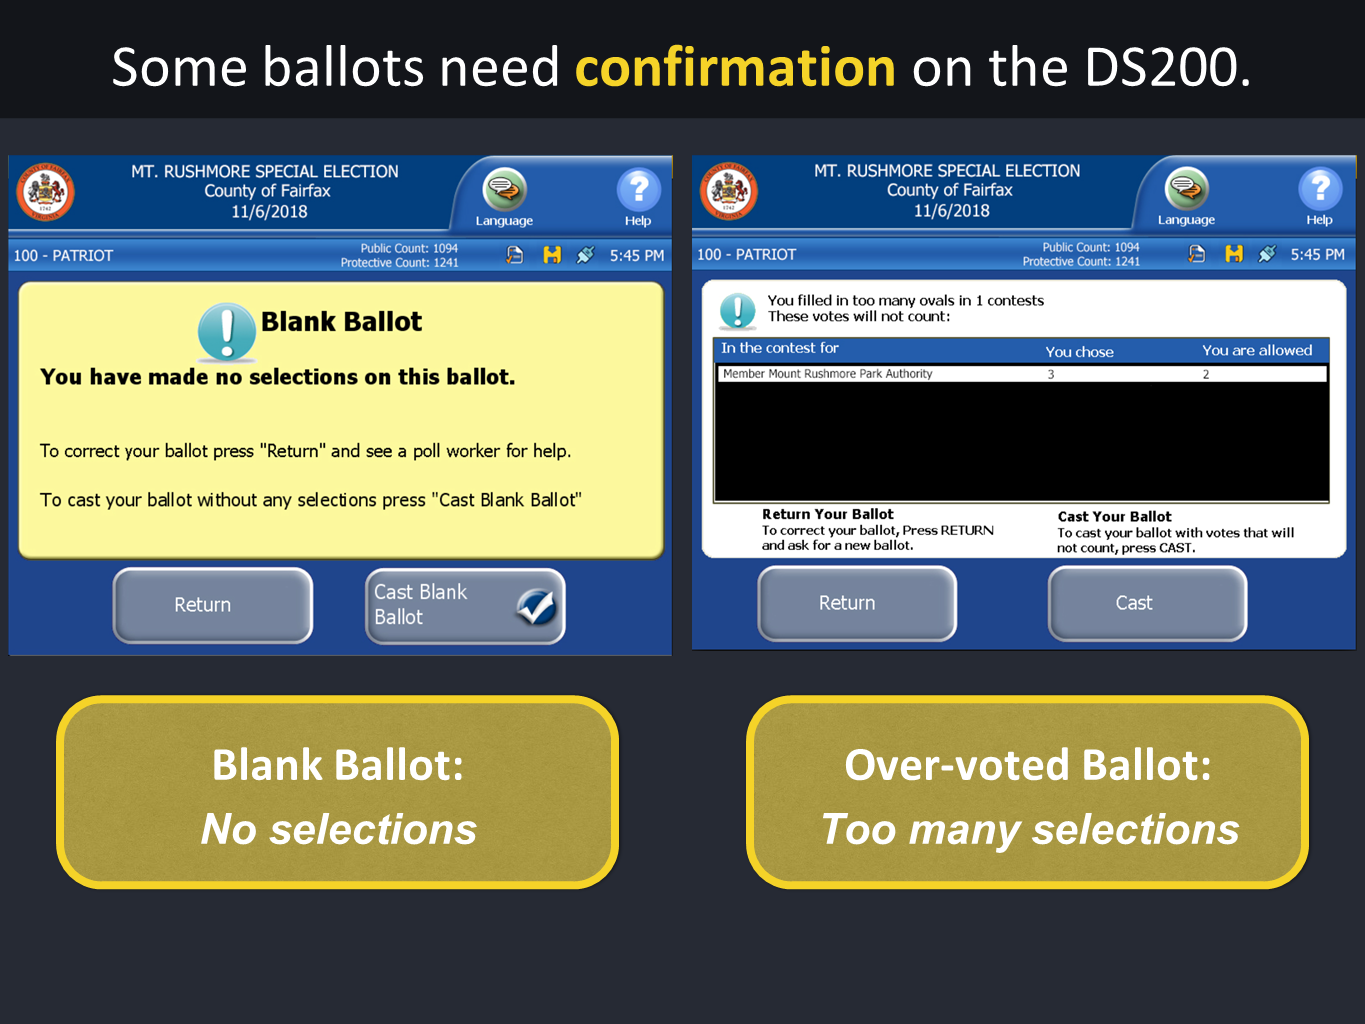 Some ballots need confirmation on the DS200.
MT. RUSHMORE SPECIAL ELECTION
County of Fairfax
11/6/2018
Language
Help
100 - PATRIOT
Public Count: 1094
Protective Count: 1241
5:45 PM
Blank Ballot
You have made no selections on this ballot.
To correct your ballot press "Return" and see a poll worker for help.
To cast your ballot without any selections press "Cast Blank Ballot"
Return
Cast Blank
Ballot
MT. RUSHMORE SPECIAL ELECTION
County of Fairfax
11/6/2018
Language
Help
100 - PATRIOT
Public Count: 1094
Protective Count: 1241
5:45 PM
You filled in too many ovals in 1 contests
These votes will not count:
In the contest for You chose You are allowed
Member Mount Rushmore Park Authority 3 2
Return Your Ballot
To correct your ballot, Press RETURN
and ask for a new ballot.
Cast Your Ballot
To cast your ballot with votes that will
not count, press CAST.
Return
Cast
Blank Ballot:
No selections
Over-voted Ballot:
Too many selections